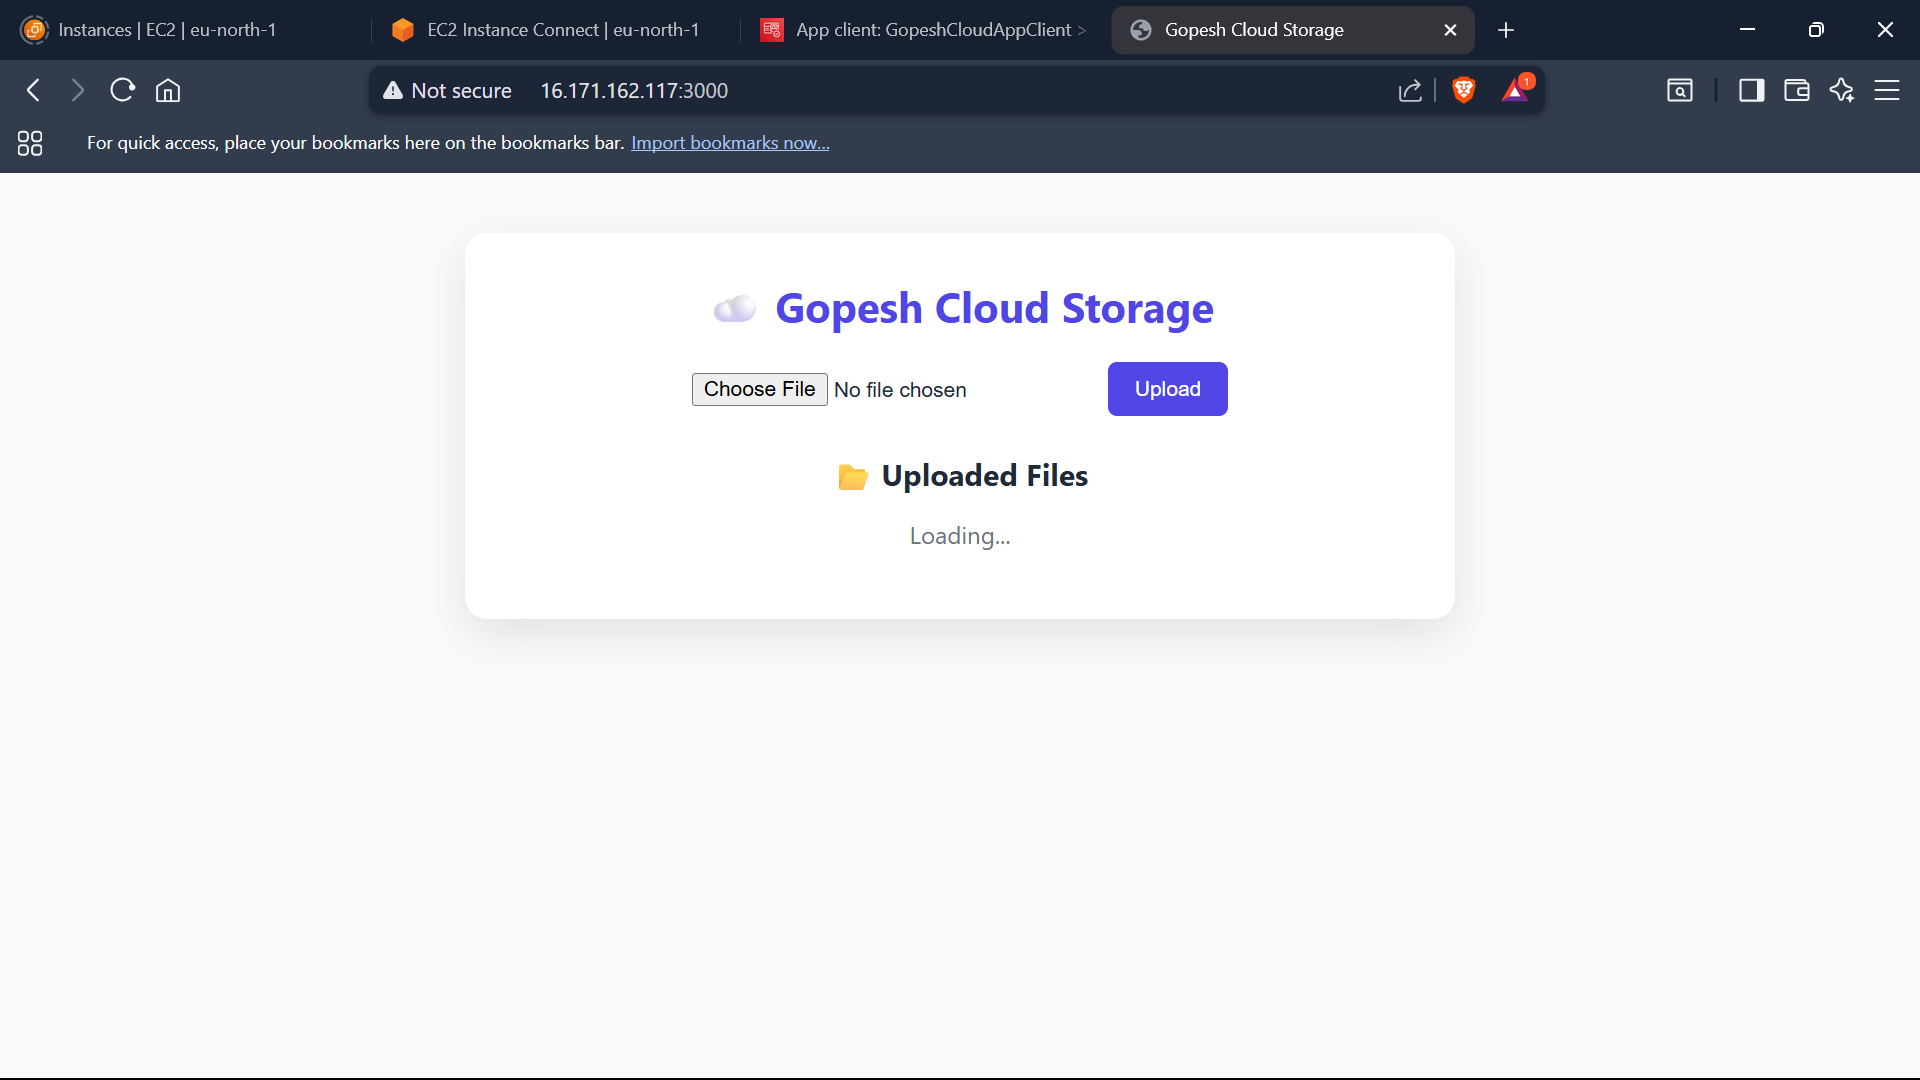 Instances | EC2 | eu-north-1
EC2 Instance Connect | eu-north-1
App client: GopeshCloudAppClient >
Gopesh Cloud Storage
Not secure 16.171.162.117:3000
1
For quick access, place your bookmarks here on the bookmarks bar. Import bookmarks now...
Gopesh Cloud Storage
Choose File No file chosen
Upload
Uploaded Files
Loading...